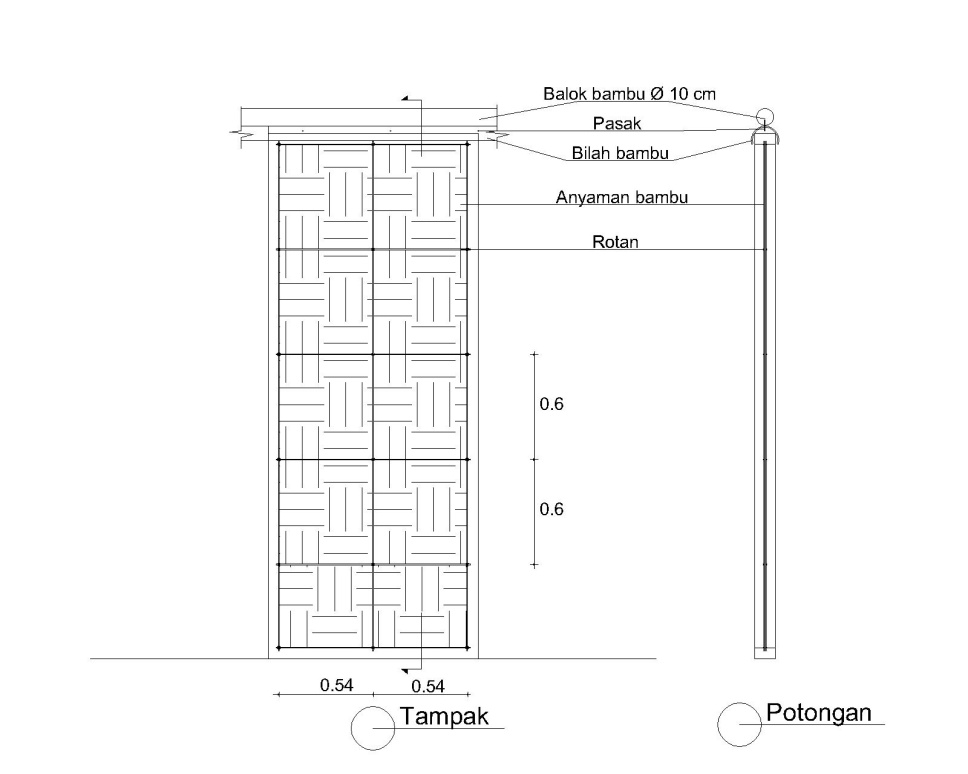 Balok bambu Ø 10 cm
Pasak
Bilah bambu
Anyaman bambu
Rotan
0.6
0.6
0.54 0.54
Tampak
Potongan